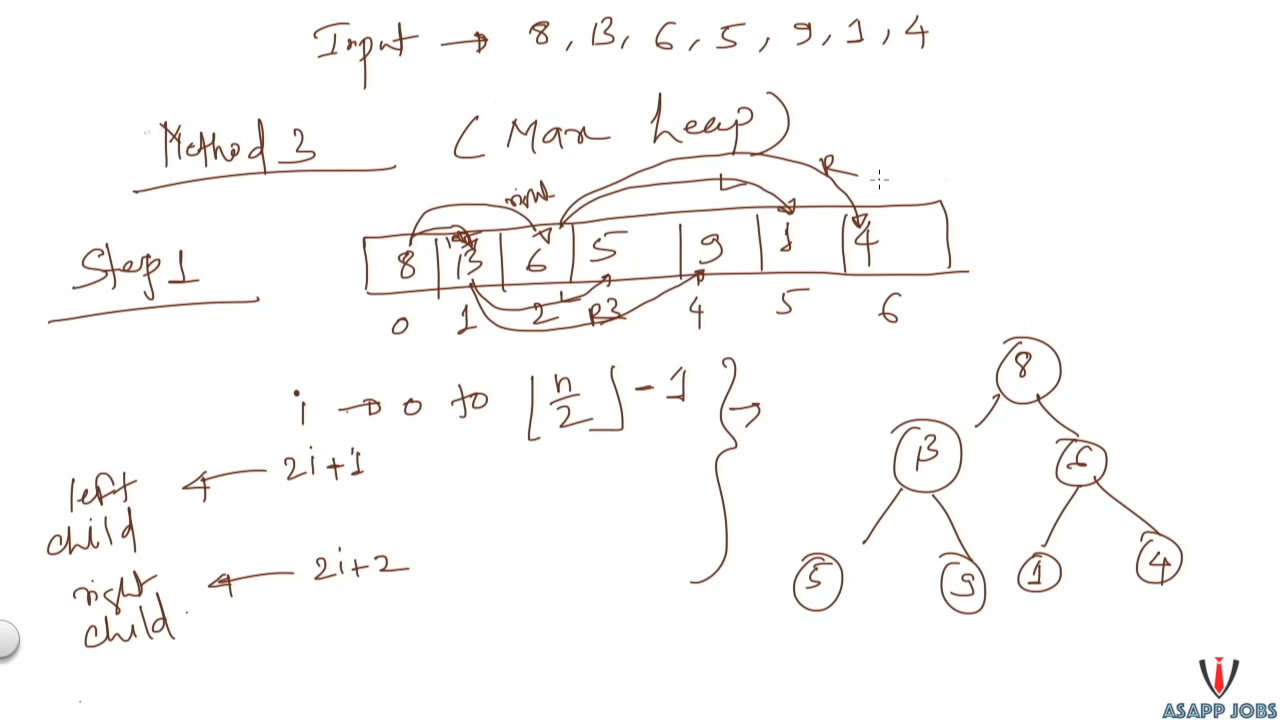 Input → 8, 13, 6, 5, 9, 1, 4
Method 3 (Max heap)
right L R
Step 1
8 13 6 5 9 1 4
L R
0 1 2 3 4 5 6
i → 0 to ⌊n/2⌋ - 1
left child ← 2i+1
right child ← 2i+2
8
13 6
5 9 1 4
ASAPP JOBS